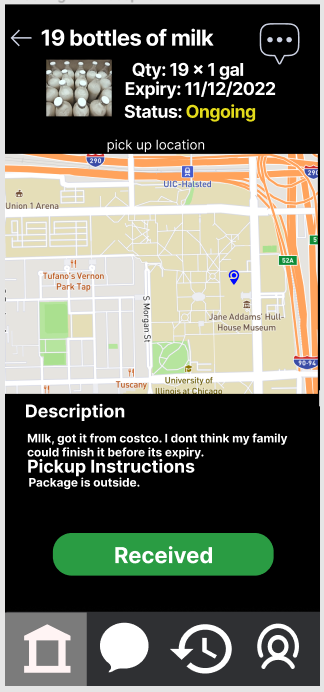 19 bottles of milk
Qty: 19 x 1 gal
Expiry: 11/12/2022
Status: Ongoing
pick up location
290
290
UIC-Halsted
Union 1 Arena
52A
Tufano's Vernon
Park Tap
S Morgan St
Jane Addams' Hull-
House Museum
90-94
Tuscany
University of
Illinois at Chicago
Description
MIlk, got it from costco. I dont think my family
could finish it before its expiry.
Pickup Instructions
Package is outside.
Received